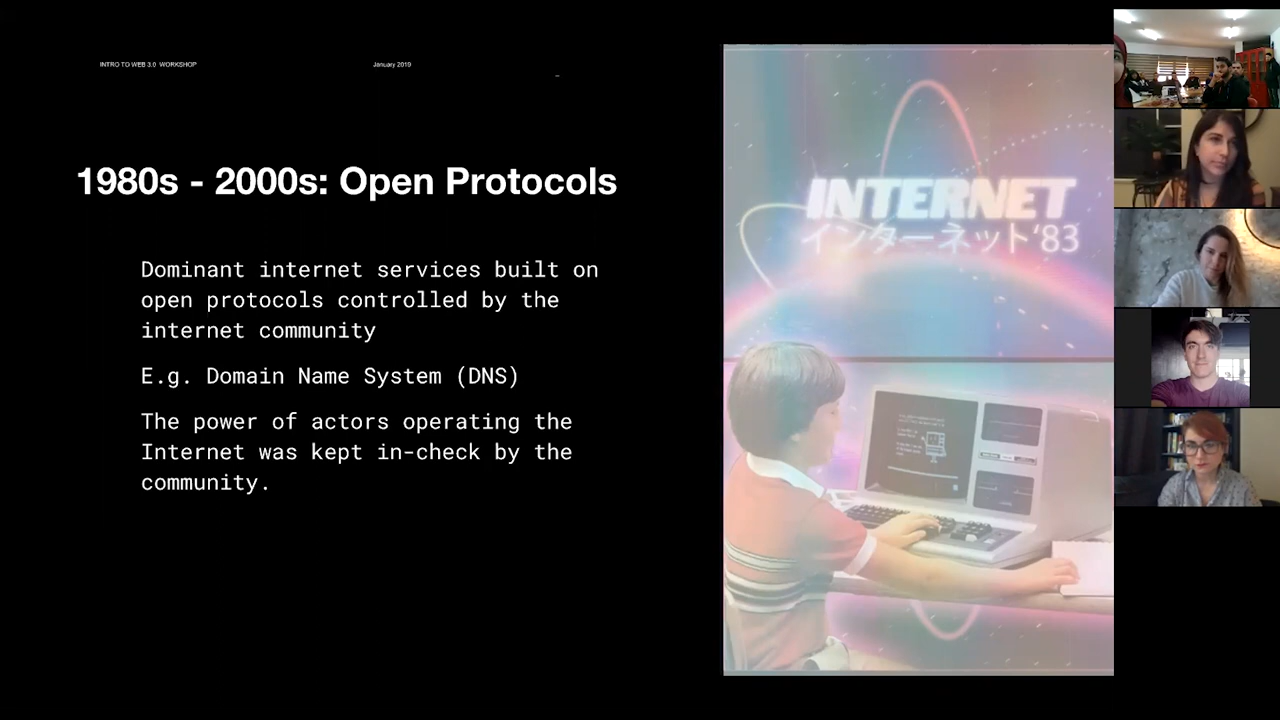 INTRO TO WEB 3.0 WORKSHOP
January 2019
1980s - 2000s: Open Protocols
Dominant internet services built on
open protocols controlled by the
internet community
E.g. Domain Name System (DNS)
The power of actors operating the
Internet was kept in-check by the
community.
INTERNET
インターネット'83